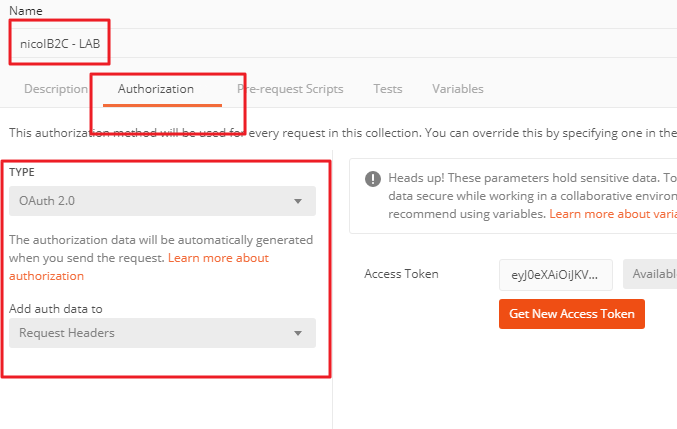 Name
nicolB2C - LAB
Description
Authorization
Pre-request Scripts
Tests
Variables
This authorization method will be used for every request in this collection. You can override this by specifying one in the
TYPE
OAuth 2.0
The authorization data will be automatically generated
when you send the request. Learn more about
authorization
Add auth data to
Request Headers
Heads up! These parameters hold sensitive data. To
data secure while working in a collaborative environ
recommend using variables. Learn more about varia
Access Token
eyJ0eXAiOiJKV...
Available
Get New Access Token